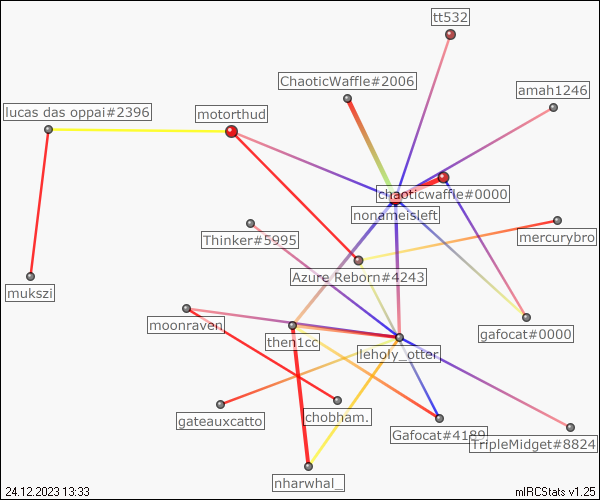 tt532
ChaoticWaffle#2006
amah1246
lucas das oppai#2396
motorthud
chaoticwaffle#0000
nonameisleft
Thinker#5995
mercurybro
Azure Reborn#4243
mukszi
moonraven
gafocat#0000
then1cc
leholy_otter
gateauxcatto
chobham.
Gafocat#4189
TripleMidget#8824
nharwhal_
24.12.2023 13:33
mIRCStats v1.25